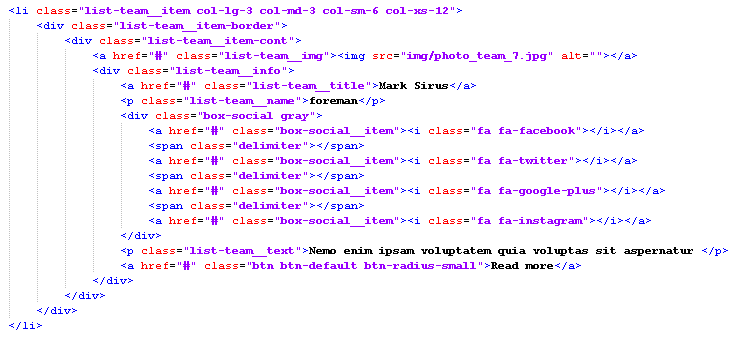 <li class="list-team__item col-lg-3 col-md-3 col-sm-6 col-xs-12">
<div class="list-team__item-border">
<div class="list-team__item-cont">
<a href="#" class="list-team__img"><img src="img/photo_team_7.jpg" alt=""></a>
<div class="list-team__info">
<a href="#" class="list-team__title">Mark Sirus</a>
<p class="list-team__name">foreman</p>
<div class="box-social gray">
<a href="#" class="box-social__item"><i class="fa fa-facebook"></i></a>
<span class="delimiter"></span>
<a href="#" class="box-social__item"><i class="fa fa-twitter"></i></a>
<span class="delimiter"></span>
<a href="#" class="box-social__item"><i class="fa fa-google-plus"></i></a>
<span class="delimiter"></span>
<a href="#" class="box-social__item"><i class="fa fa-instagram"></i></a>
</div>
<p class="list-team__text">Nemo enim ipsam voluptatem quia voluptas sit aspernatur </p>
<a href="#" class="btn btn-default btn-radius-small">Read more</a>
</div>
</div>
</div>
</li>